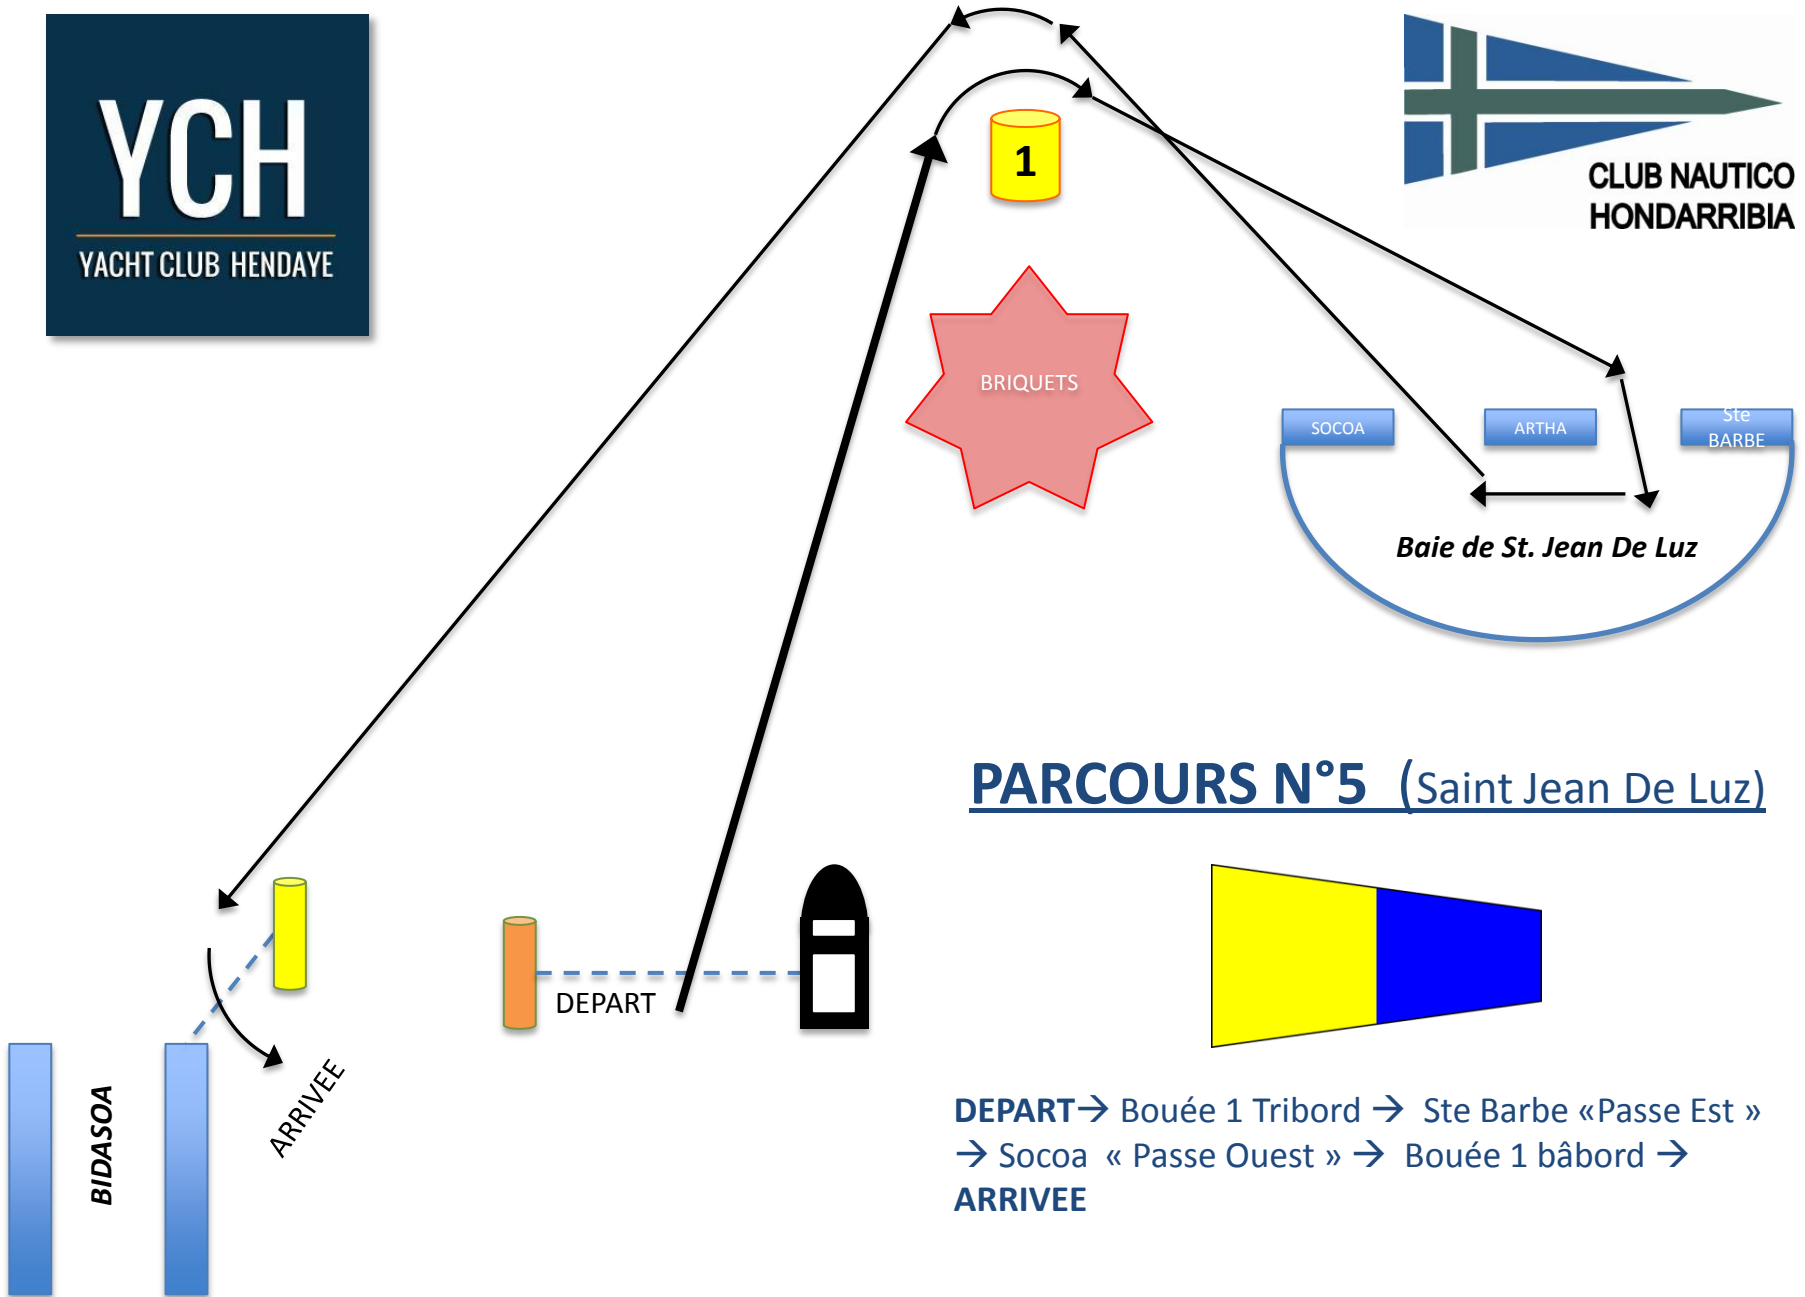 YCH
YACHT CLUB HENDAYE
1
CLUB NAUTICO
HONDARRIBIA
BRIQUETS
SOCOA
ARTHA
Ste
BARBE
Baie de St. Jean De Luz
PARCOURS N°5 (Saint Jean De Luz)
DEPART
ARRIVEE
BIDASOA
DEPART→ Bouée 1 Tribord → Ste Barbe «Passe Est »
→ Socoa « Passe Ouest » → Bouée 1 bâbord →
ARRIVEE